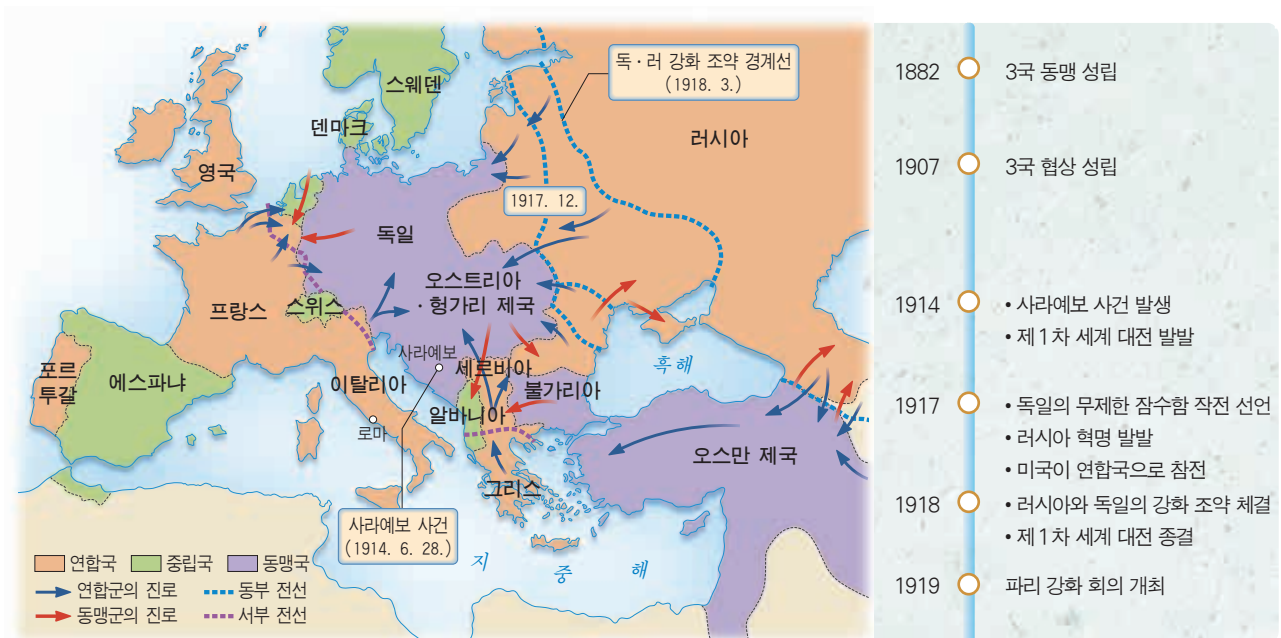 스웨덴
덴마크
영국
독·러 강화 조약 경계선
(1918. 3.)
러시아
1917. 12.
독일
오스트리아
·헝가리 제국
프랑스
스위스
사라예보
세르비아
흑해
포르
투갈
에스파냐
이탈리아
불가리아
알바니아
로마
오스만 제국
그리스
사라예보 사건
(1914. 6. 28.)
지 중 해
연합국
중립국
동맹국
연합군의 진로
동부 전선
동맹군의 진로
서부 전선
1882 3국 동맹 성립
1907 3국 협상 성립
1914 • 사라예보 사건 발생
• 제1차 세계 대전 발발
1917 • 독일의 무제한 잠수함 작전 선언
• 러시아 혁명 발발
• 미국이 연합국으로 참전
1918 • 러시아와 독일의 강화 조약 체결
• 제1차 세계 대전 종결
1919 파리 강화 회의 개최